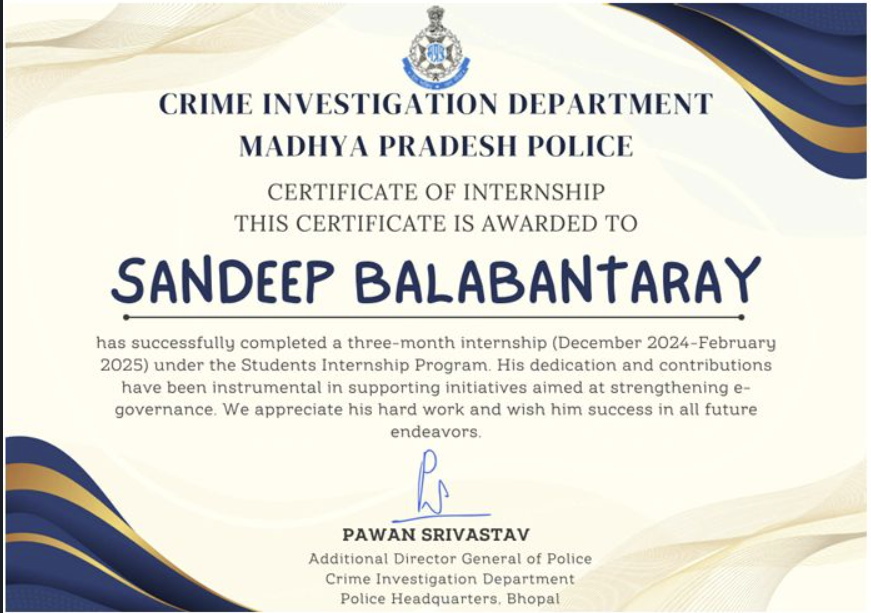 CRIME INVESTIGATION DEPARTMENT
MADHYA PRADESH POLICE
CERTIFICATE OF INTERNSHIP
THIS CERTIFICATE IS AWARDED TO
SANDEEP BALABANTARAY
has successfully completed a three-month internship (December 2024-February
2025) under the Students Internship Program. His dedication and contributions
have been instrumental in supporting initiatives aimed at strengthening e-
governance. We appreciate his hard work and wish him success in all future
endeavors.
PAWAN SRIVASTAV
Additional Director General of Police
Crime Investigation Department
Police Headquarters, Bhopal